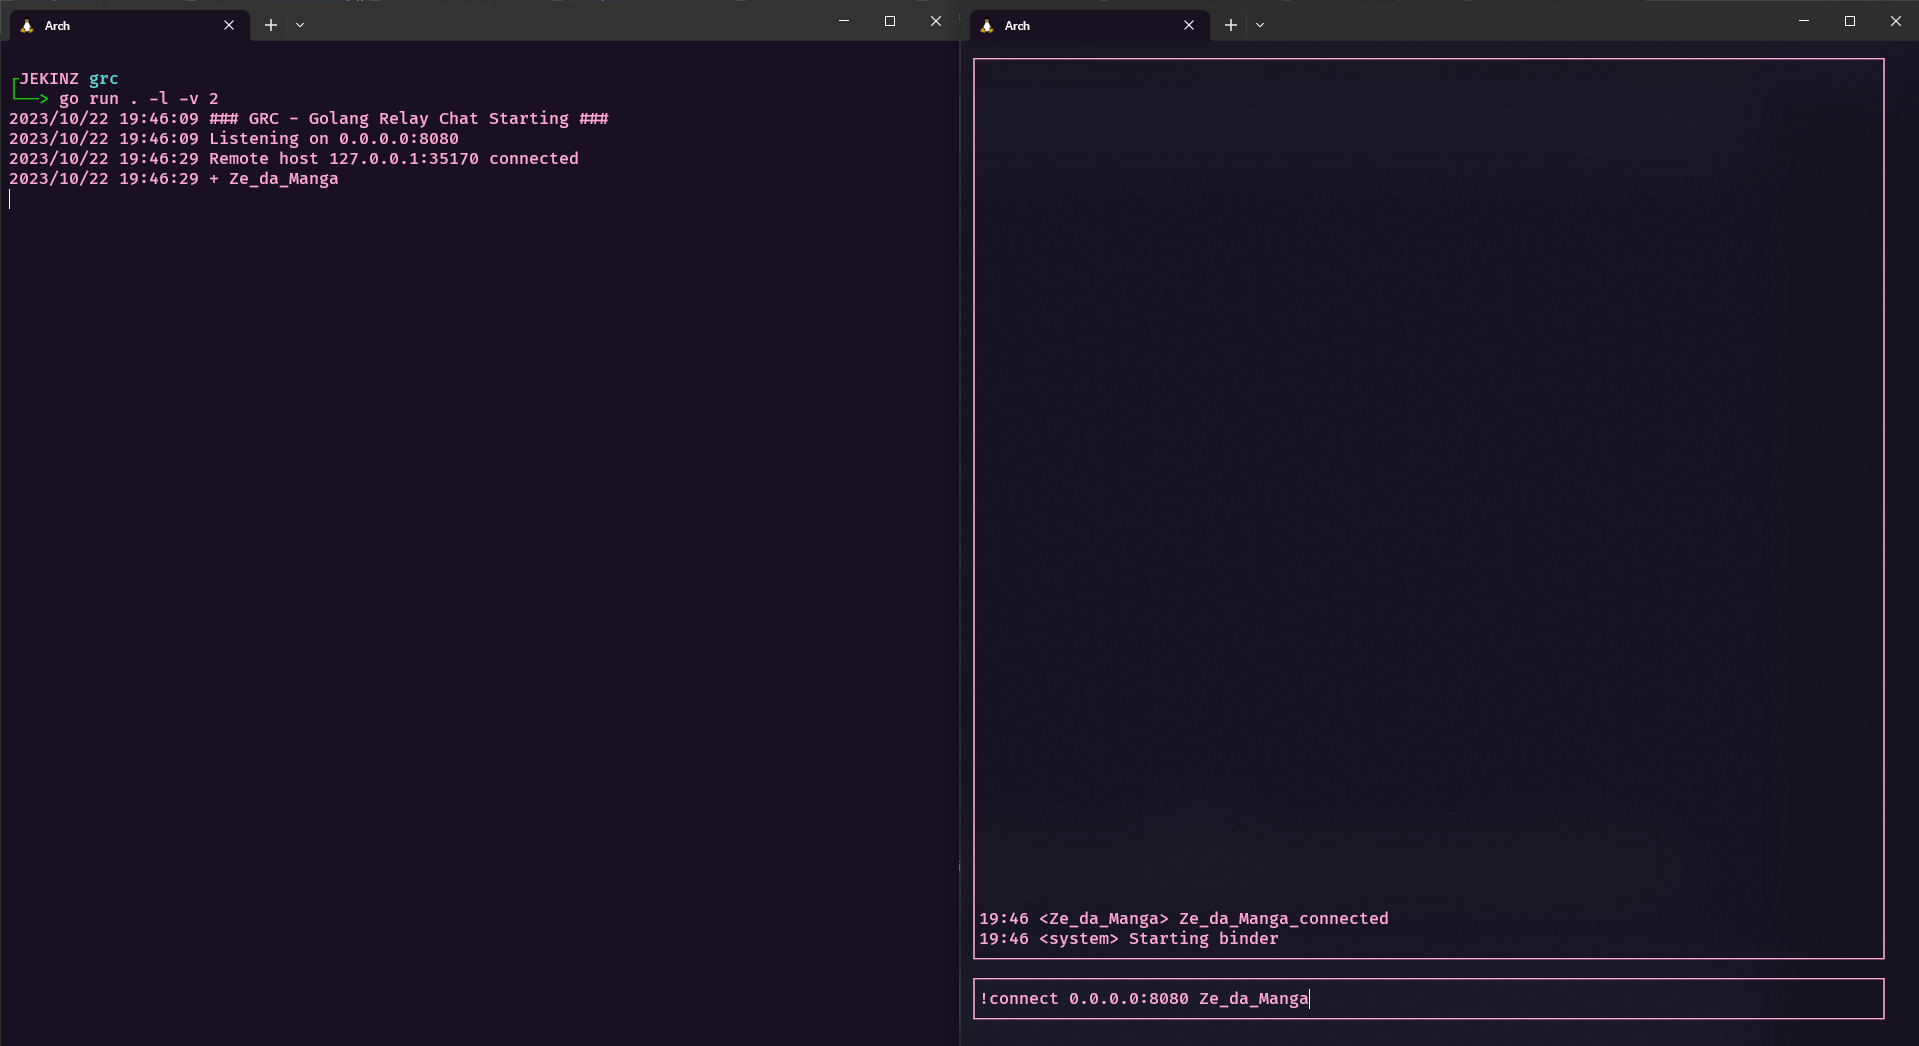 Arch
JEKINZ grc
go run . -l -v 2
2023/10/22 19:46:09 ### GRC - Golang Relay Chat Starting ###
2023/10/22 19:46:09 Listening on 0.0.0.0:8080
2023/10/22 19:46:29 Remote host 127.0.0.1:35170 connected
2023/10/22 19:46:29 + Ze_da_Manga
Arch
19:46 <Ze_da_Manga> Ze_da_Manga_connected
19:46 <system> Starting binder
!connect 0.0.0.0:8080 Ze_da_Manga